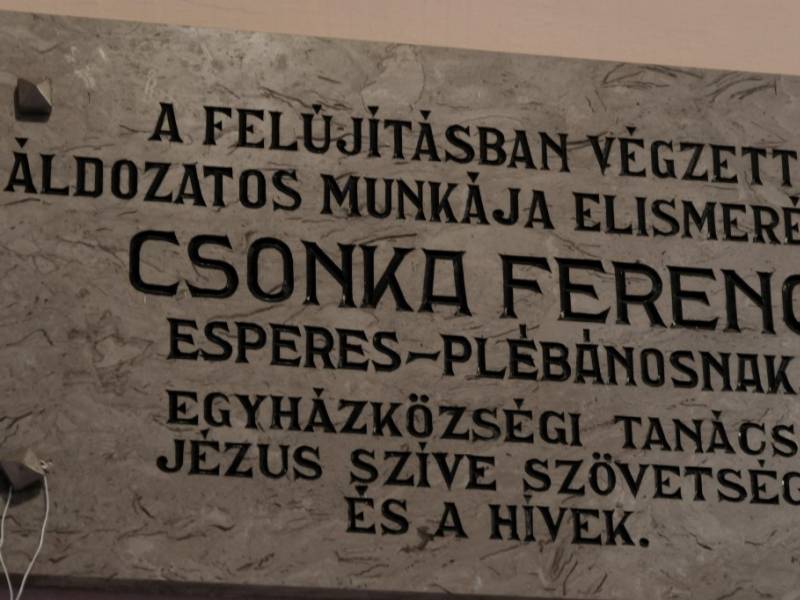 A FELÚJÍTÁSBAN VÉGZETT
ÁLDOZATOS MUNKÁJA ELISMERÉ
CSONKA FERENC
ESPERES–PLÉBÁNOSNAK
EGYHÁZKÖZSÉGI TANÁCS
JÉZUS SZÍVE SZÖVETSÉG
ÉS A HÍVEK.